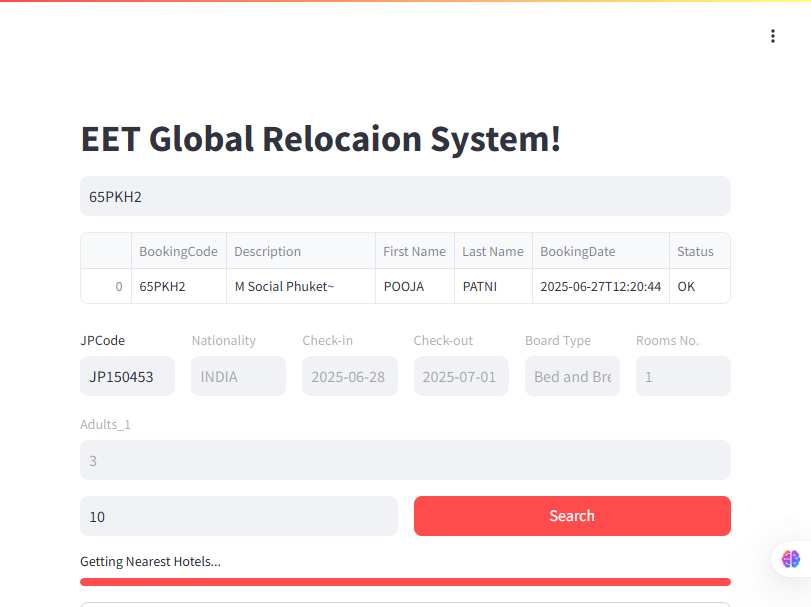 EET Global Relocaion System!
65PKH2
BookingCode Description First Name Last Name BookingDate Status
0 65PKH2 M Social Phuket~ POOJA PATNI 2025-06-27T12:20:44 OK
JPCode Nationality Check-in Check-out Board Type Rooms No.
JP150453 INDIA 2025-06-28 2025-07-01 Bed and Bre 1
Adults_1
3
10 Search
Getting Nearest Hotels...